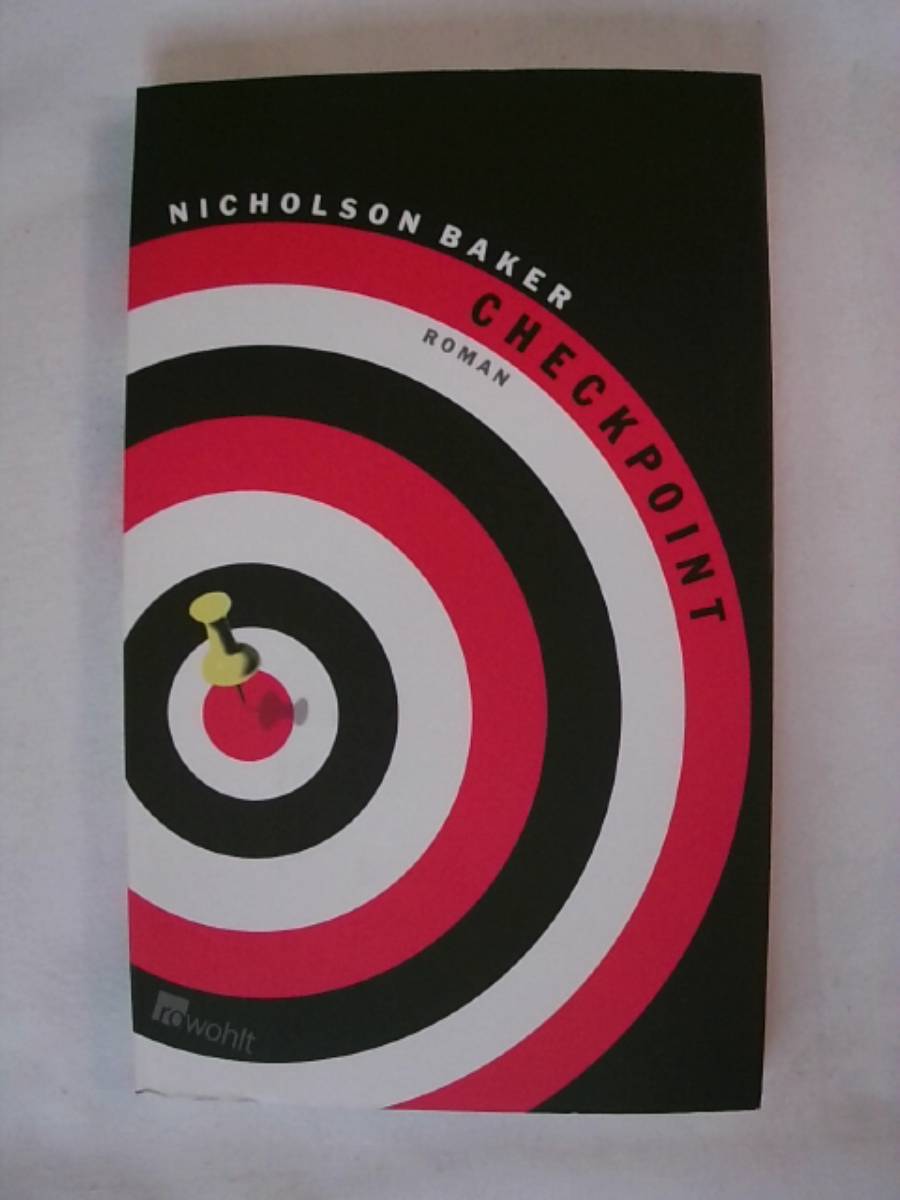 NICHOLSON BAKER
CHECKPOINT
ROMAN
rowohlt